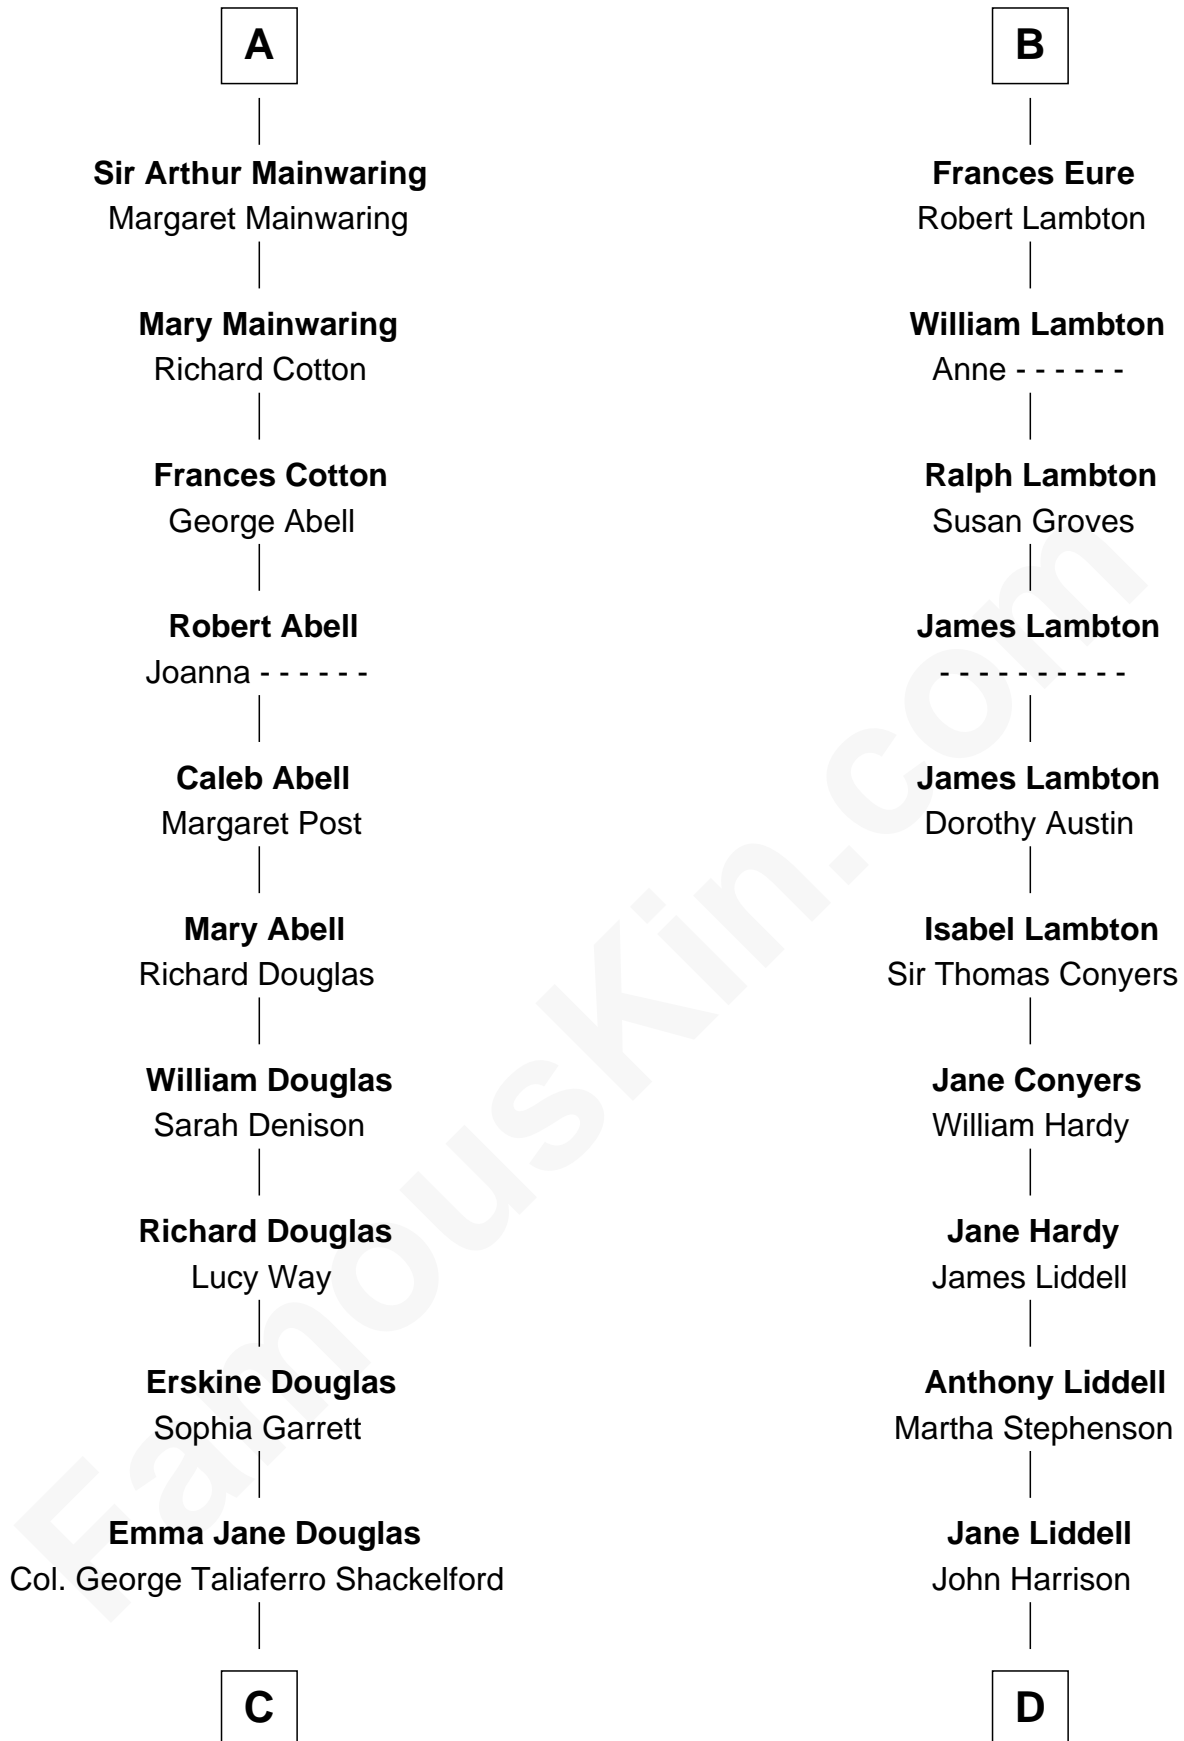 A
Sir Arthur Mainwaring
Margaret Mainwaring
Mary Mainwaring
Richard Cotton
Frances Cotton
George Abell
Robert Abell
Joanna - - - - - -
Caleb Abell
Margaret Post
Mary Abell
Richard Douglas
William Douglas
Sarah Denison
Richard Douglas
Lucy Way
Erskine Douglas
Sophia Garrett
Emma Jane Douglas
Col. George Taliaferro Shackelford
C
B
Frances Eure
Robert Lambton
William Lambton
Anne - - - - - -
Ralph Lambton
Susan Groves
James Lambton
- - - - - - - - - -
James Lambton
Dorothy Austin
Isabel Lambton
Sir Thomas Conyers
Jane Conyers
William Hardy
Jane Hardy
James Liddell
Anthony Liddell
Martha Stephenson
Jane Liddell
John Harrison
D
FamousKin.com